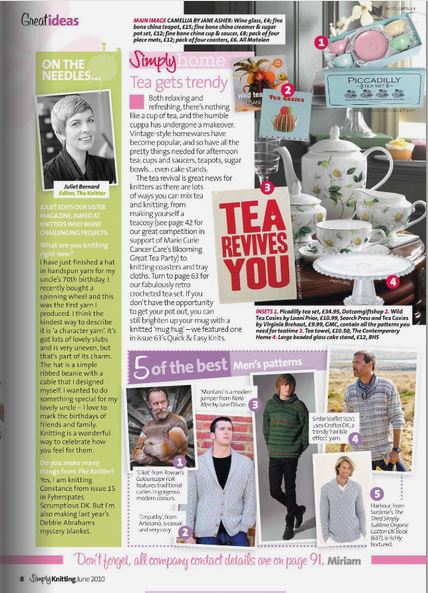 Great ideas
MAIN IMAGE CAMELLIA BY JANE ASHER: Wine glass, £4; fine
bone china teapot, £15; fine bone china creamer & sugar
pot set, £12; fine bone china cup & saucer, £8; pack of four
place mats, £12; pack of four coasters, £6. All Matalan
ON THE
NEEDLES...
Juliet Bernard
Editor, The Knitter
JULIET EDITS OUR SISTER
MAGAZINE, AIMED AT
KNITTERS WHO WANT
CHALLENGING PROJECTS.
What are you knitting
right now?
I have just finished a hat
in handspun yarn for my
uncle's 70th birthday. I
recently bought a
spinning wheel and this
was the first yarn I
produced. I think the
kindest way to describe
it is 'a character yarn'. It's
got lots of lovely slubs
and is very uneven, but
that's part of its charm.
The hat is a simple
ribbed beanie with a
cable that I designed
myself. I wanted to do
something special for my
lovely uncle – I love to
mark the birthdays of
friends and family.
Knitting is a wonderful
way to celebrate how
you feel for them.
Do you make many
things from The Knitter?
Yes, I am knitting
Constance from issue 15
in Fyberspates
Scrumptious DK. But I'm
also making last year's
Debbie Abrahams
mystery blanket.
Simply home
Tea gets trendy
Both relaxing and
refreshing, there's nothing
like a cup of tea, and the humble
cuppa has undergone a makeover.
Vintage-style homewares have
become popular, and so have all the
pretty things needed for afternoon
tea: cups and saucers, teapots, sugar
bowls... even cake stands.
The tea revival is great news for
knitters as there are lots
of ways you can mix tea
and knitting, from
making yourself a
teacosy (see page 42 for
our great competition in
support of Marie Curie
Cancer Care's Blooming
Great Tea Party) to
knitting coasters and tray
cloths. Turn to page 63 for
our fabulously retro
crocheted tea set. If you
don't have the opportunity
to get your pot out, you can
still brighten up your mug with a
knitted 'mug hug' – we featured one
in issue 63's Quick & Easy Knits.
1
PICCADILLY
TEA SET
2
wild tea
Tea Cozies
3
TEA
REVIVES
YOU
4
INSETS 1. Picadilly tea set, £34.95, Dotcomgiftshop 2. Wild
Tea Cosies by Loani Prior, £10.99, Search Press and Tea Cozies
by Virginia Brehaut, £9.99, GMC, contain all the patterns you
need for teatime 3. Tea towel, £10.50, The Contemporary
Home 4. Large beaded glass cake stand, £12, BHS
5 of the best Men's patterns
1
'Elliot' from Rowan's
Colourscape Folk
features traditional
cables in gorgeous
modern colours.
'Empathy', from
Artesano, is casual
and very cosy.
2
'Montara' is a modern
jumper from Noro
Men by Jane Ellison.
3
Sirdar leaflet 9251
uses Crofter DK, a
trendy 'Fair Isle
effect' yarn.
4
5
Harbour, from
Sublime's The
Third Simply
Sublime Organic
Cotton DK Book
(637), is richly
textured.
Don't forget, all company contact details are on page 91. Miriam
8 Simply Knitting June 2010